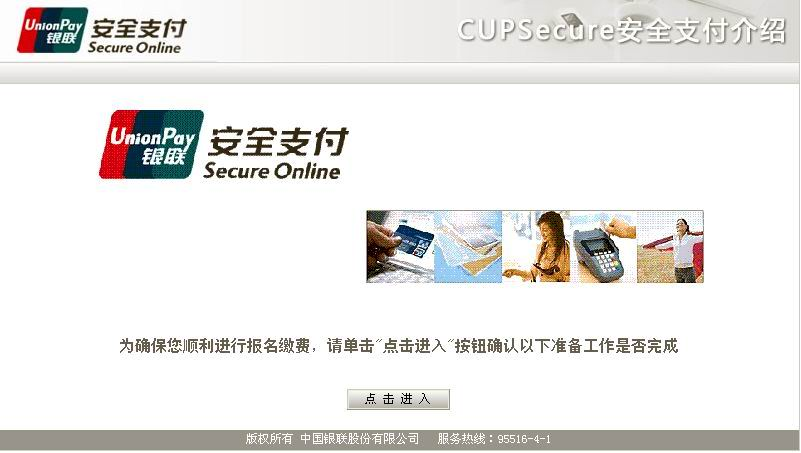 UnionPay 银联 安全支付
Secure Online
CUPSecure安全支付介绍
UnionPay 银联 安全支付
Secure Online
为确保您顺利进行报名缴费，请单击"点击进入"按钮确认以下准备工作是否完成
点 击 进 入
版权所有 中国银联股份有限公司 服务热线：95516-4-1